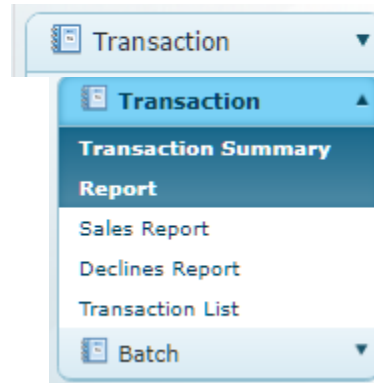 Transaction
Transaction
Transaction Summary
Report
Sales Report
Declines Report
Transaction List
Batch